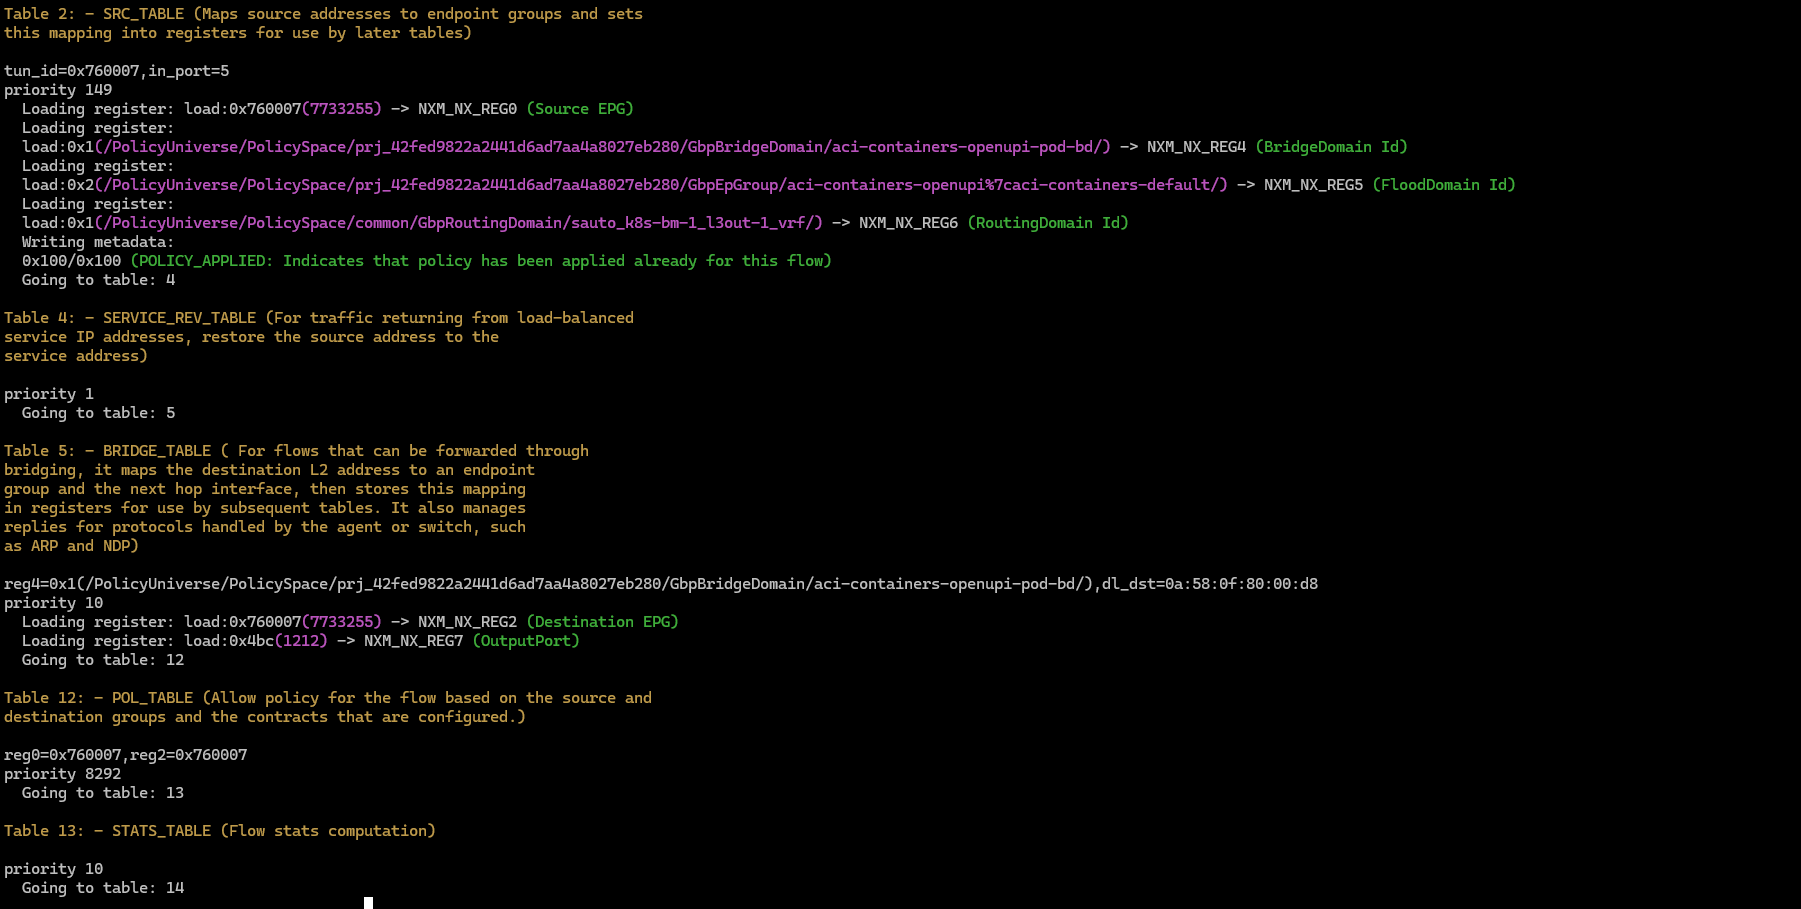 Table 2: - SRC_TABLE (Maps source addresses to endpoint groups and sets
this mapping into registers for use by later tables)
tun_id=0x760007,in_port=5
priority 149
Loading register: load:0x760007(7733255) -> NXM_NX_REG0 (Source EPG)
Loading register:
load:0x1(/PolicyUniverse/PolicySpace/prj_42fed9822a2441d6ad7aa4a8027eb280/GbpBridgeDomain/aci-containers-openupi-pod-bd/) -> NXM_NX_REG4 (BridgeDomain Id)
Loading register:
load:0x2(/PolicyUniverse/PolicySpace/prj_42fed9822a2441d6ad7aa4a8027eb280/GbpEpGroup/aci-containers-openupi%7caci-containers-default/) -> NXM_NX_REG5 (FloodDomain Id)
Loading register:
load:0x1(/PolicyUniverse/PolicySpace/common/GbpRoutingDomain/sauto_k8s-bm-1_l3out-1_vrf/) -> NXM_NX_REG6 (RoutingDomain Id)
Writing metadata:
0x100/0x100 (POLICY_APPLIED: Indicates that policy has been applied already for this flow)
Going to table: 4
Table 4: - SERVICE_REV_TABLE (For traffic returning from load-balanced
service IP addresses, restore the source address to the
service address)
priority 1
Going to table: 5
Table 5: - BRIDGE_TABLE ( For flows that can be forwarded through
bridging, it maps the destination L2 address to an endpoint
group and the next hop interface, then stores this mapping
in registers for use by subsequent tables. It also manages
replies for protocols handled by the agent or switch, such
as ARP and NDP)
reg4=0x1(/PolicyUniverse/PolicySpace/prj_42fed9822a2441d6ad7aa4a8027eb280/GbpBridgeDomain/aci-containers-openupi-pod-bd/),dl_dst=0a:58:0f:80:00:d8
priority 10
Loading register: load:0x760007(7733255) -> NXM_NX_REG2 (Destination EPG)
Loading register: load:0x4bc(1212) -> NXM_NX_REG7 (OutputPort)
Going to table: 12
Table 12: - POL_TABLE (Allow policy for the flow based on the source and
destination groups and the contracts that are configured.)
reg0=0x760007,reg2=0x760007
priority 8292
Going to table: 13
Table 13: - STATS_TABLE (Flow stats computation)
priority 10
Going to table: 14